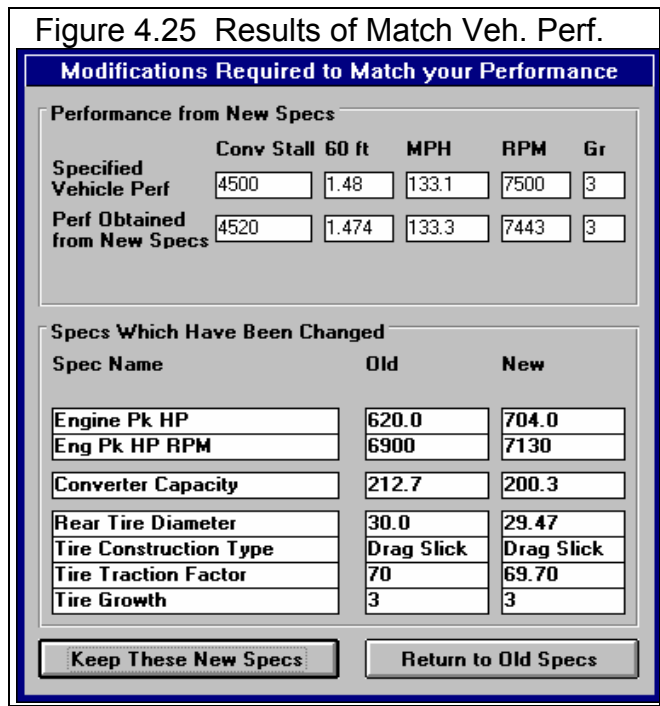 Figure 4.25 Results of Match Veh. Perf.
Modifications Required to Match your Performance
Performance from New Specs
Conv Stall 60 ft MPH RPM Gr
Specified Vehicle Perf 4500 1.48 133.1 7500 3
Perf Obtained from New Specs 4520 1.474 133.3 7443 3
Specs Which Have Been Changed
Spec Name Old New
Engine Pk HP 620.0 704.0
Eng Pk HP RPM 6900 7130
Converter Capacity 212.7 200.3
Rear Tire Diameter 30.0 29.47
Tire Construction Type Drag Slick Drag Slick
Tire Traction Factor 70 69.70
Tire Growth 3 3
Keep These New Specs Return to Old Specs